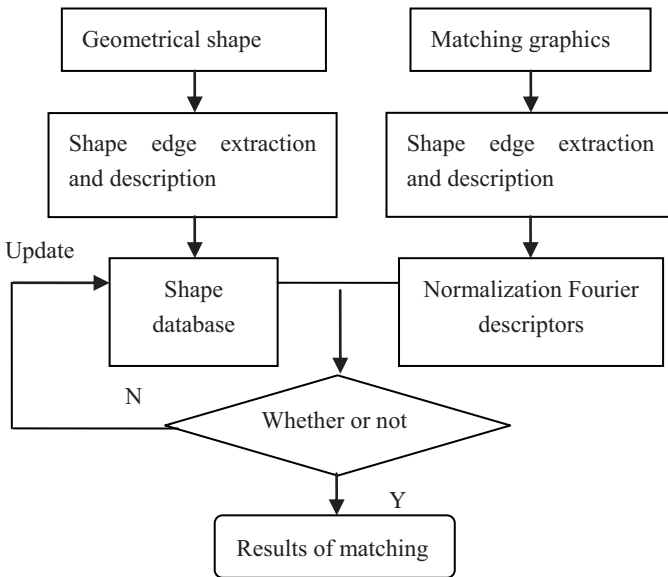 Geometrical shape
Matching graphics
Shape edge extraction
and description
Shape edge extraction
and description
Update
Shape
database
Normalization Fourier
descriptors
N
Whether or not
Y
Results of matching